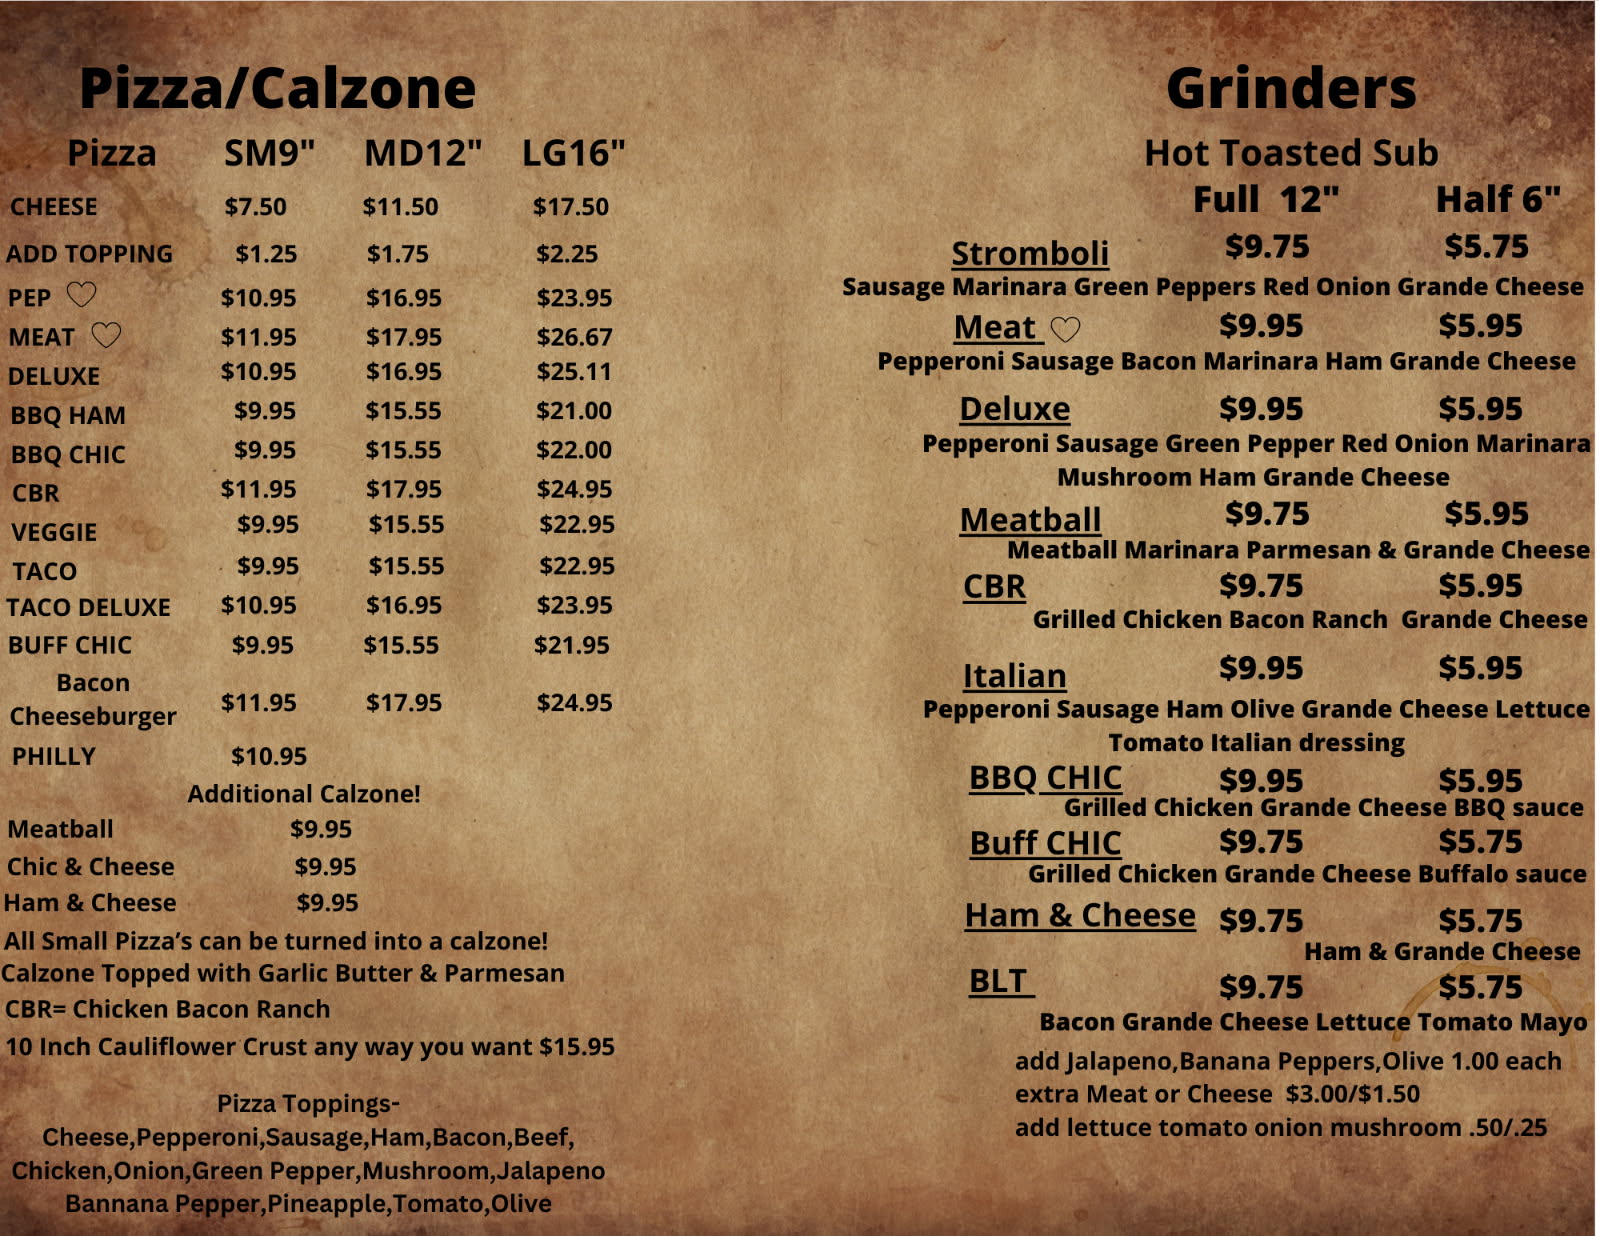 Pizza/Calzone
Pizza SM9" MD12" LG16"
CHEESE $7.50 $11.50 $17.50
ADD TOPPING $1.25 $1.75 $2.25
PEP ♡ $10.95 $16.95 $23.95
MEAT ♡ $11.95 $17.95 $26.67
DELUXE $10.95 $16.95 $25.11
BBQ HAM $9.95 $15.55 $21.00
BBQ CHIC $9.95 $15.55 $22.00
CBR $11.95 $17.95 $24.95
VEGGIE $9.95 $15.55 $22.95
TACO $9.95 $15.55 $22.95
TACO DELUXE $10.95 $16.95 $23.95
BUFF CHIC $9.95 $15.55 $21.95
Bacon
Cheeseburger $11.95 $17.95 $24.95
PHILLY $10.95
Additional Calzone!
Meatball $9.95
Chic & Cheese $9.95
Ham & Cheese $9.95
All Small Pizza’s can be turned into a calzone!
Calzone Topped with Garlic Butter & Parmesan
CBR= Chicken Bacon Ranch
10 Inch Cauliflower Crust any way you want $15.95
Pizza Toppings-
Cheese,Pepperoni,Sausage,Ham,Bacon,Beef,
Chicken,Onion,Green Pepper,Mushroom,Jalapeno
Bannana Pepper,Pineapple,Tomato,Olive
Grinders
Hot Toasted Sub
Full 12" Half 6"
Stromboli $9.75 $5.75
Sausage Marinara Green Peppers Red Onion Grande Cheese
Meat ♡ $9.95 $5.95
Pepperoni Sausage Bacon Marinara Ham Grande Cheese
Deluxe $9.95 $5.95
Pepperoni Sausage Green Pepper Red Onion Marinara
Mushroom Ham Grande Cheese
Meatball $9.75 $5.95
Meatball Marinara Parmesan & Grande Cheese
CBR $9.75 $5.95
Grilled Chicken Bacon Ranch Grande Cheese
Italian $9.95 $5.95
Pepperoni Sausage Ham Olive Grande Cheese Lettuce
Tomato Italian dressing
BBQ CHIC $9.95 $5.95
Grilled Chicken Grande Cheese BBQ sauce
Buff CHIC $9.75 $5.75
Grilled Chicken Grande Cheese Buffalo sauce
Ham & Cheese $9.75 $5.75
Ham & Grande Cheese
BLT $9.75 $5.75
Bacon Grande Cheese Lettuce Tomato Mayo
add Jalapeno,Banana Peppers,Olive 1.00 each
extra Meat or Cheese $3.00/$1.50
add lettuce tomato onion mushroom .50/.25